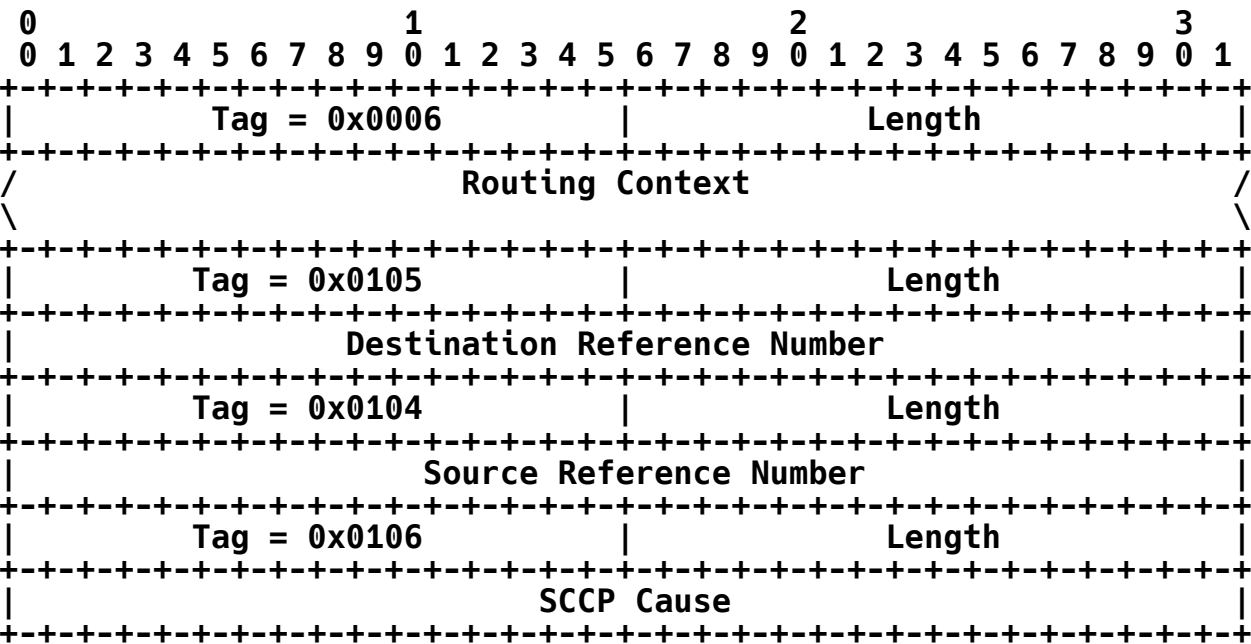 0                   1                   2                   3
 0 1 2 3 4 5 6 7 8 9 0 1 2 3 4 5 6 7 8 9 0 1 2 3 4 5 6 7 8 9 0 1
+-+-+-+-+-+-+-+-+-+-+-+-+-+-+-+-+-+-+-+-+-+-+-+-+-+-+-+-+-+-+-+-+
|          Tag = 0x0006         |            Length             |
+-+-+-+-+-+-+-+-+-+-+-+-+-+-+-+-+-+-+-+-+-+-+-+-+-+-+-+-+-+-+-+-+
/                       Routing Context                         /
\                                                               \
+-+-+-+-+-+-+-+-+-+-+-+-+-+-+-+-+-+-+-+-+-+-+-+-+-+-+-+-+-+-+-+-+
|         Tag = 0x0105          |             Length            |
+-+-+-+-+-+-+-+-+-+-+-+-+-+-+-+-+-+-+-+-+-+-+-+-+-+-+-+-+-+-+-+-+
|                 Destination Reference Number                  |
+-+-+-+-+-+-+-+-+-+-+-+-+-+-+-+-+-+-+-+-+-+-+-+-+-+-+-+-+-+-+-+-+
|         Tag = 0x0104          |             Length            |
+-+-+-+-+-+-+-+-+-+-+-+-+-+-+-+-+-+-+-+-+-+-+-+-+-+-+-+-+-+-+-+-+
|                     Source Reference Number                   |
+-+-+-+-+-+-+-+-+-+-+-+-+-+-+-+-+-+-+-+-+-+-+-+-+-+-+-+-+-+-+-+-+
|         Tag = 0x0106          |             Length            |
+-+-+-+-+-+-+-+-+-+-+-+-+-+-+-+-+-+-+-+-+-+-+-+-+-+-+-+-+-+-+-+-+
|                           SCCP Cause                          |
+-+-+-+-+-+-+-+-+-+-+-+-+-+-+-+-+-+-+-+-+-+-+-+-+-+-+-+-+-+-+-+-+